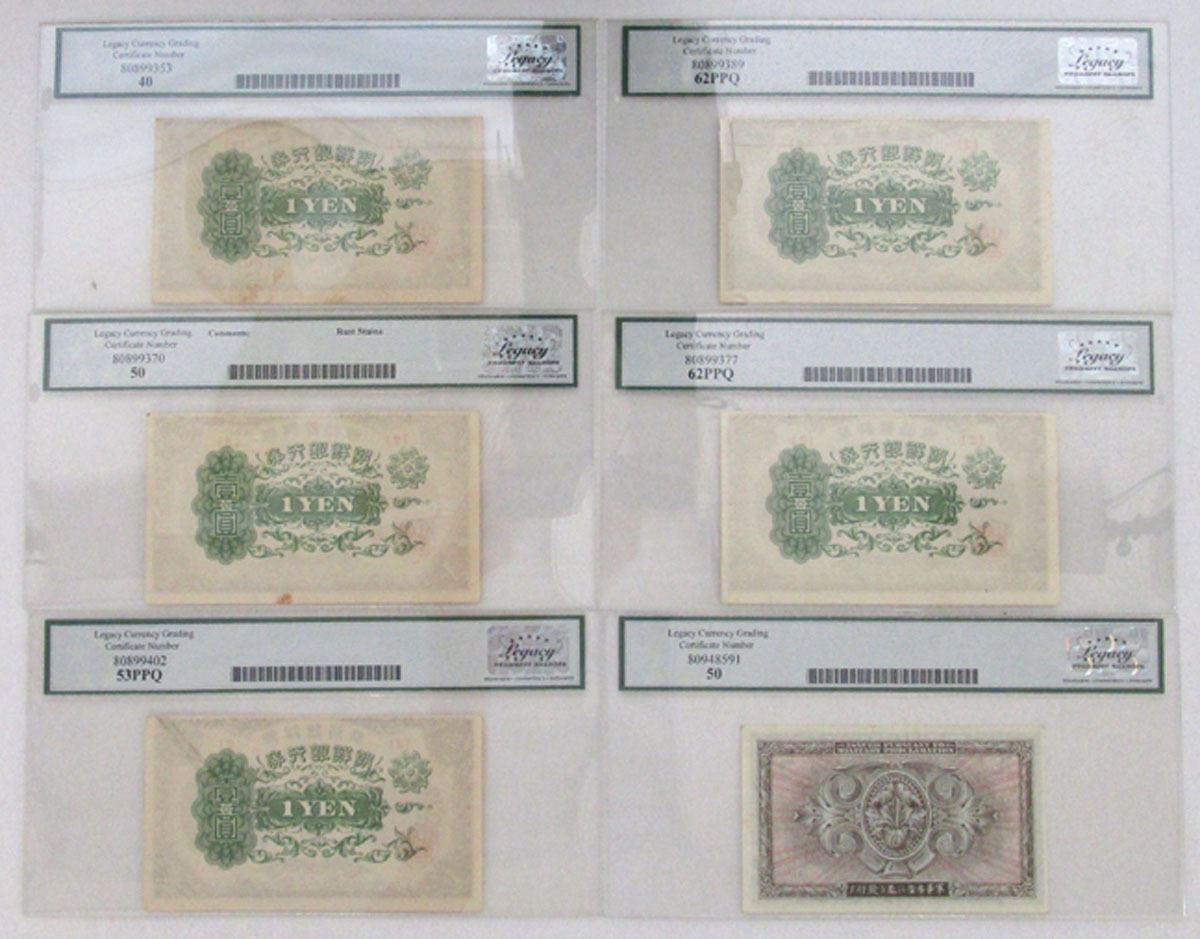 Legacy Currency Grading
Certificate Number
80899353
40
Legacy
朝鮮銀行券
壹圓
1 YEN
Legacy Currency Grading
Certificate Number
80899389
62PPQ
Legacy
朝鮮銀行券
壹圓
1 YEN
Legacy Currency Grading
Certificate Number
80899370
50
Comments:
Rust Stains
Legacy
朝鮮銀行券
壹圓
1 YEN
Legacy Currency Grading
Certificate Number
80899377
62PPQ
Legacy
朝鮮銀行券
壹圓
1 YEN
Legacy Currency Grading
Certificate Number
80899402
53PPQ
Legacy
朝鮮銀行券
壹圓
1 YEN
Legacy Currency Grading
Certificate Number
80948591
50
Legacy
ISSUED PURSUANT TO
MILITARY PROCLAMATION